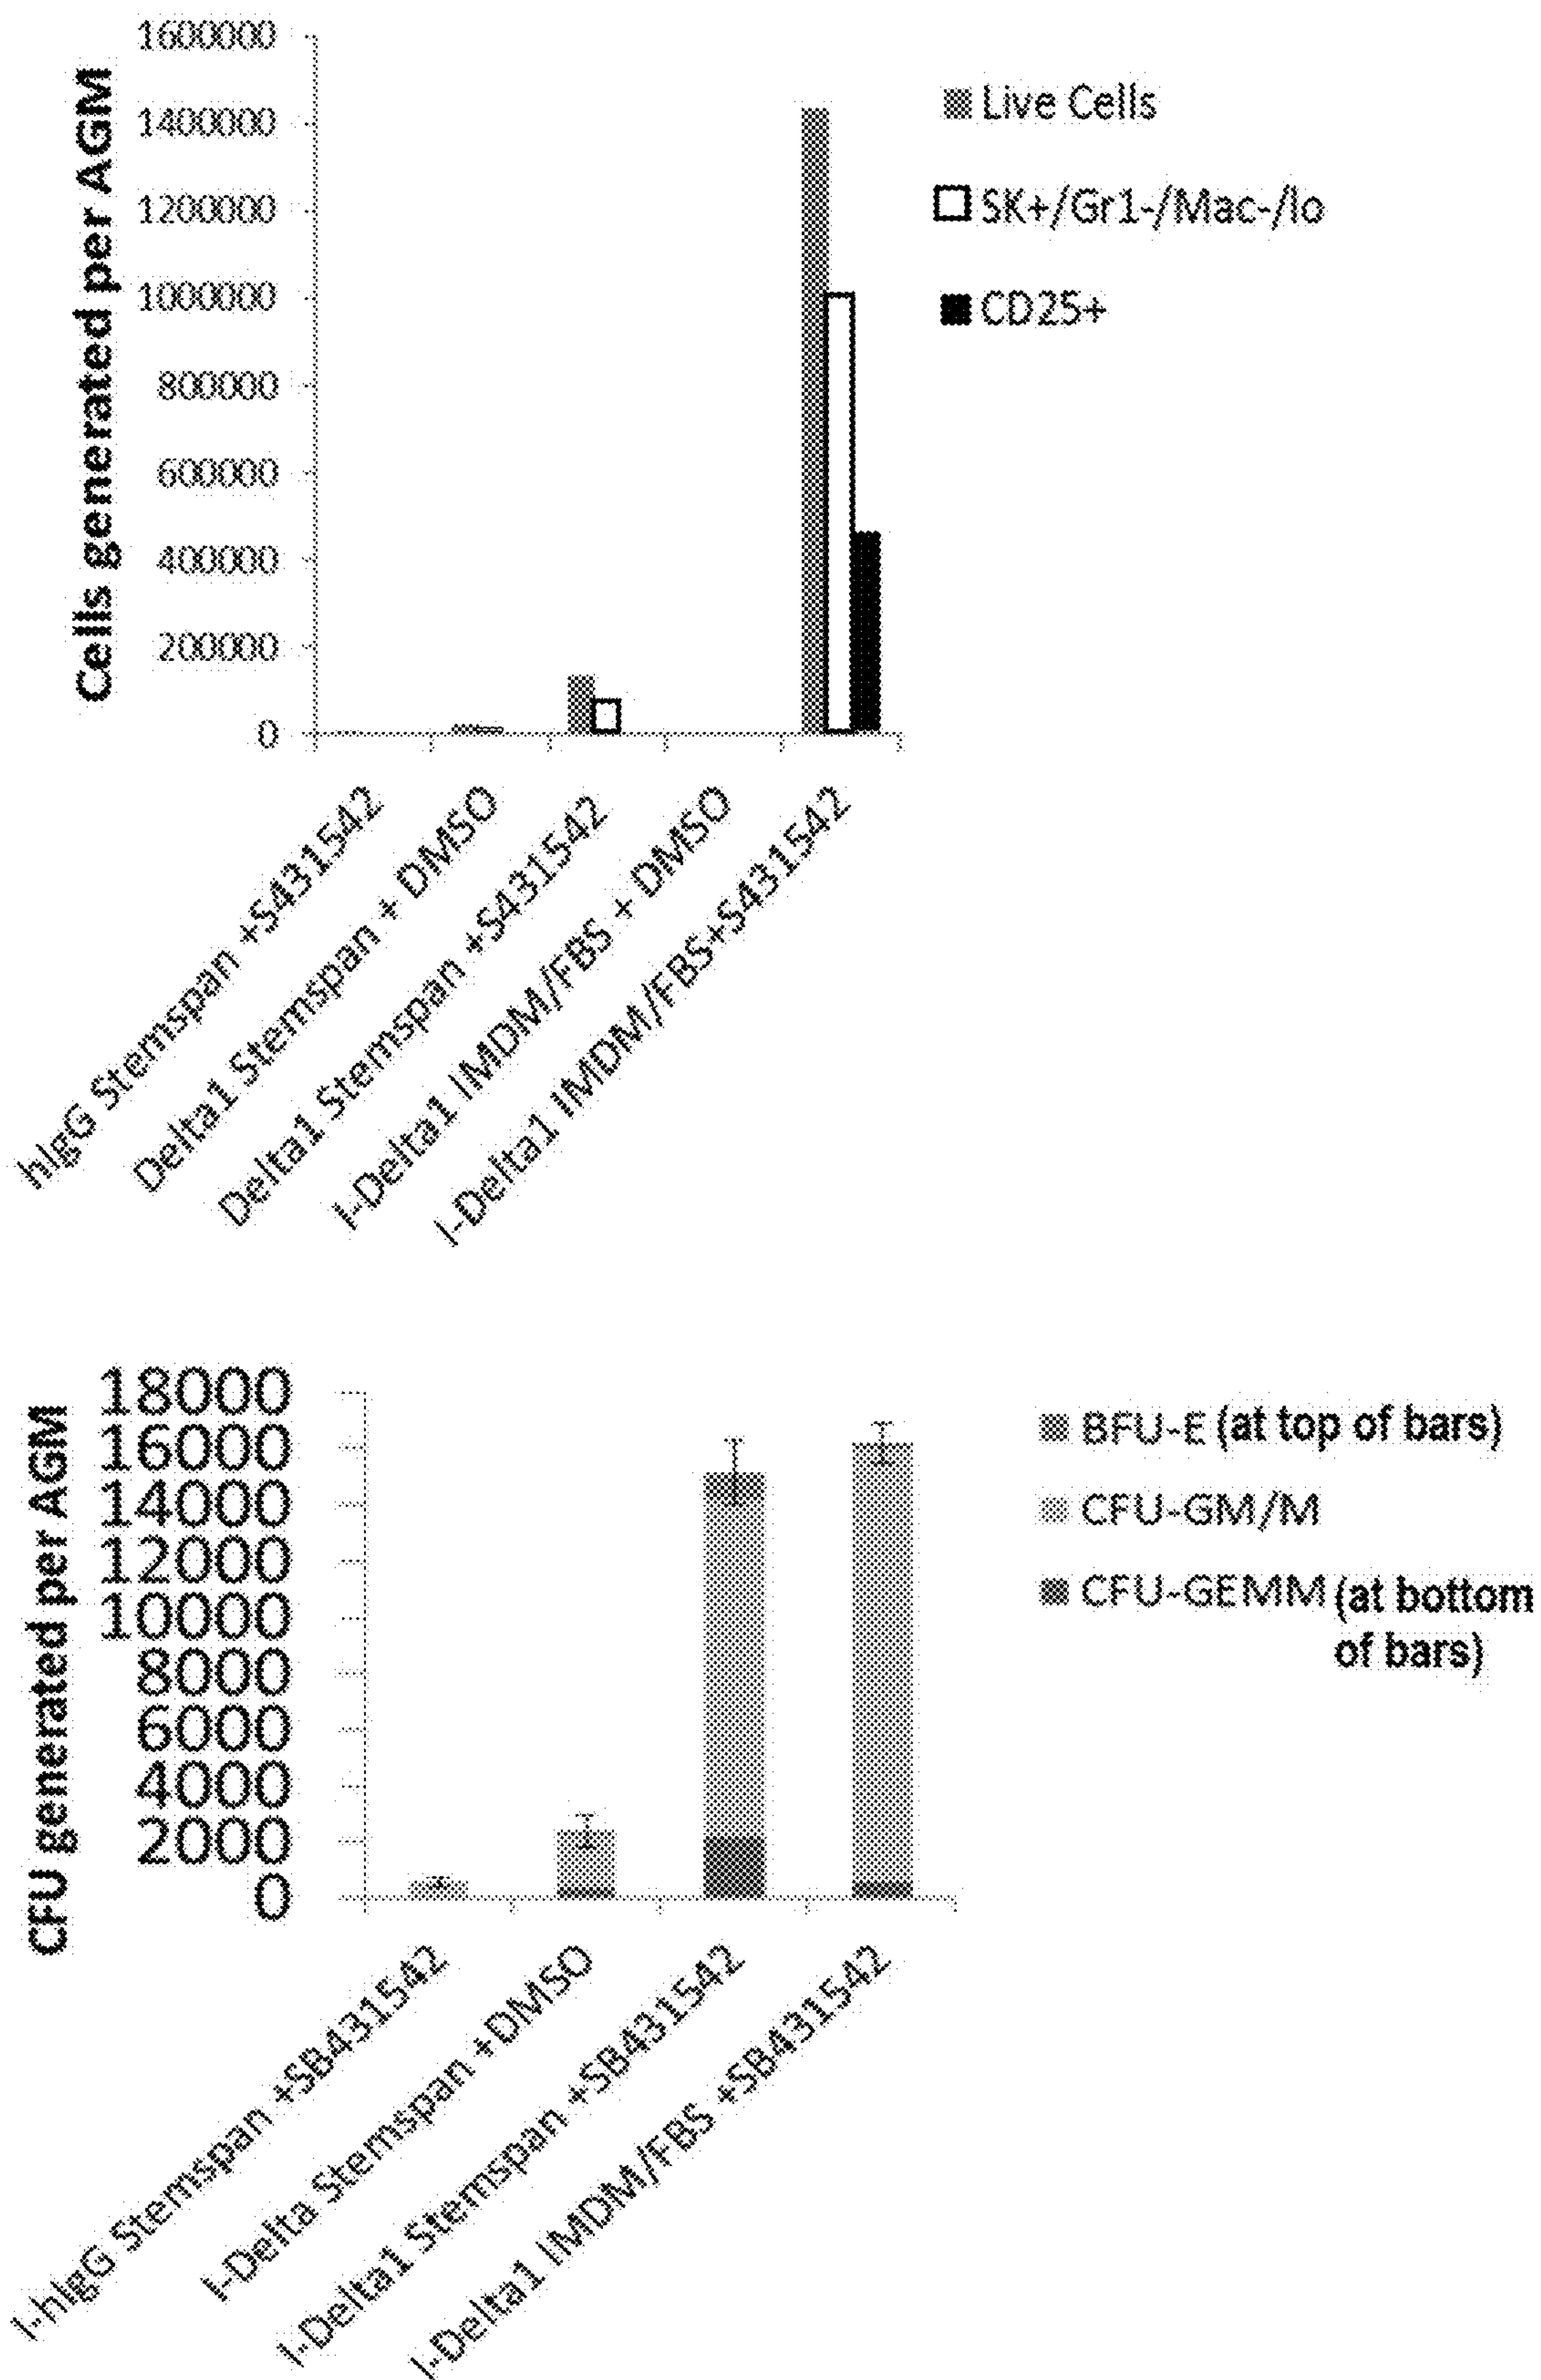 Cells generated per AGM
1600000
1400000
1200000
1000000
800000
600000
400000
200000
0
Live Cells
SK+/Gr1-/Mac-/lo
CD25+
hIgG Stemspan +S431542
Delta1 Stemspan + DMSO
Delta1 Stemspan +S431542
I-Delta1 IMDM/FBS + DMSO
I-Delta1 IMDM/FBS+S431542
CFU generated per AGM
18000
16000
14000
12000
10000
8000
6000
4000
2000
0
BFU-E (at top of bars)
CFU-GM/M
CFU-GEMM (at bottom
of bars)
I-hIgG Stemspan +SB431542
I-Delta Stemspan +DMSO
I-Delta1 Stemspan +SB431542
I-Delta1 IMDM/FBS +SB431542